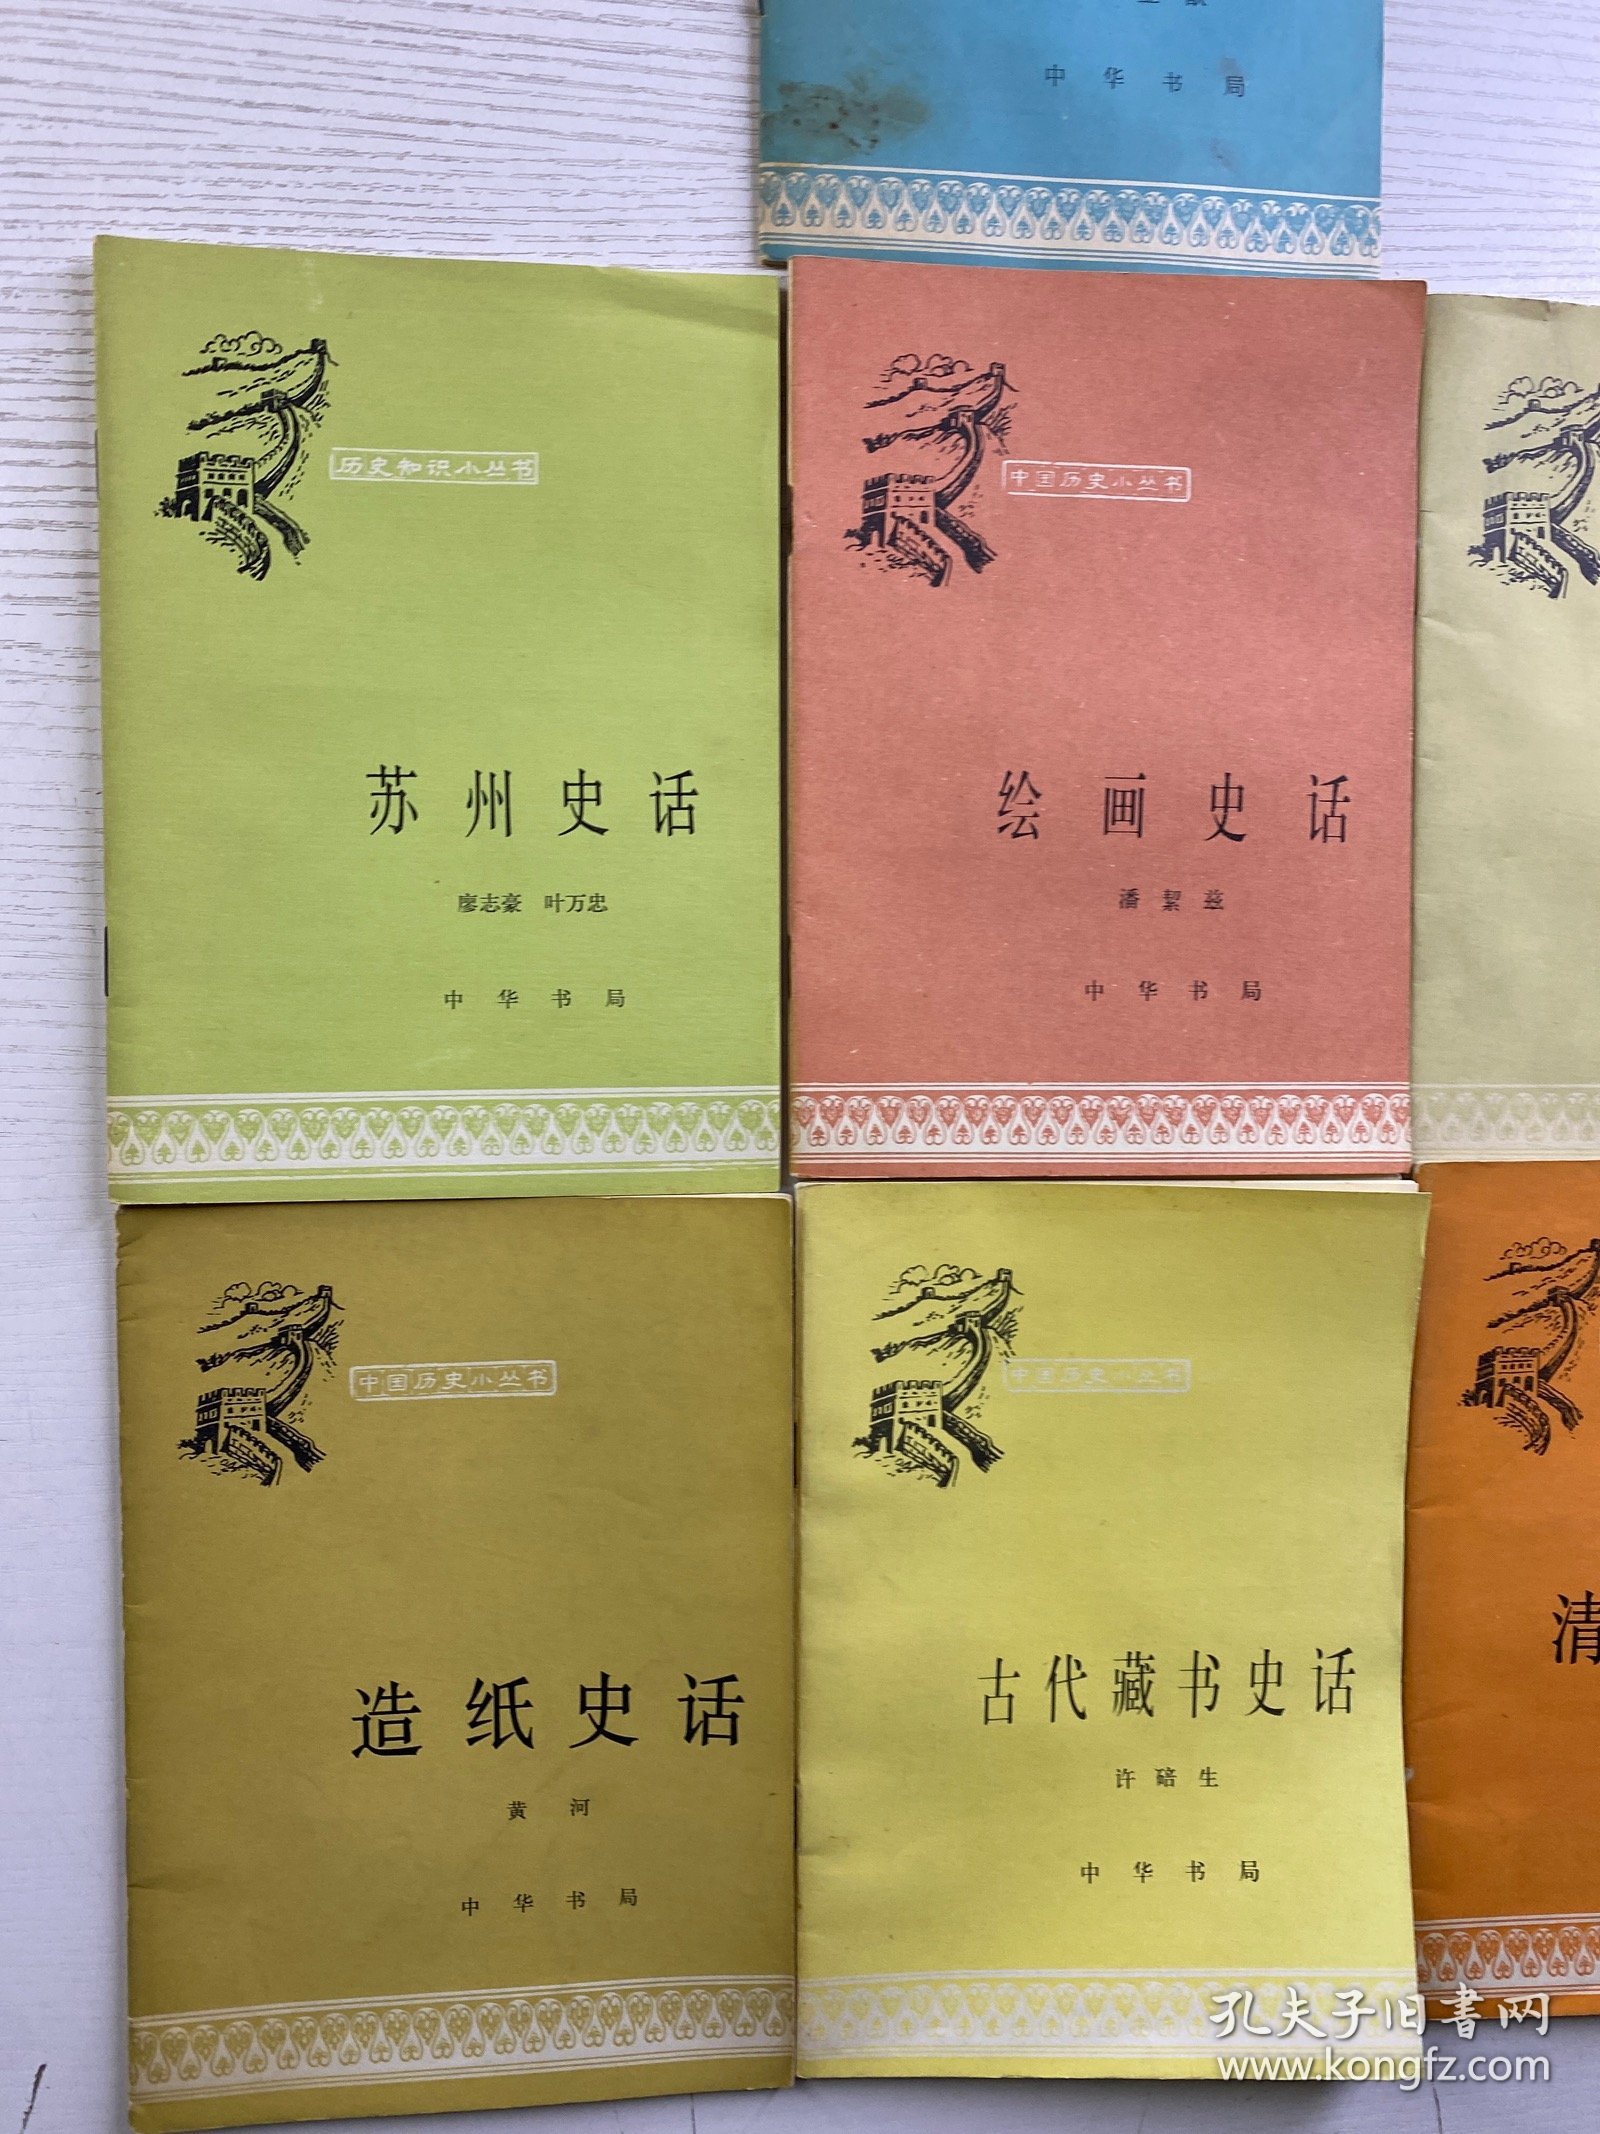 中华书局
历史知识小丛书
苏州史话
廖志豪 叶万忠
中华书局
中国历史小丛书
绘画史话
潘絜兹
中华书局
中国历史小丛书
造纸史话
黄河
中华书局
中国历史小丛书
古代藏书史话
许碚生
中华书局
清
孔夫子旧書网
www.kongfz.com